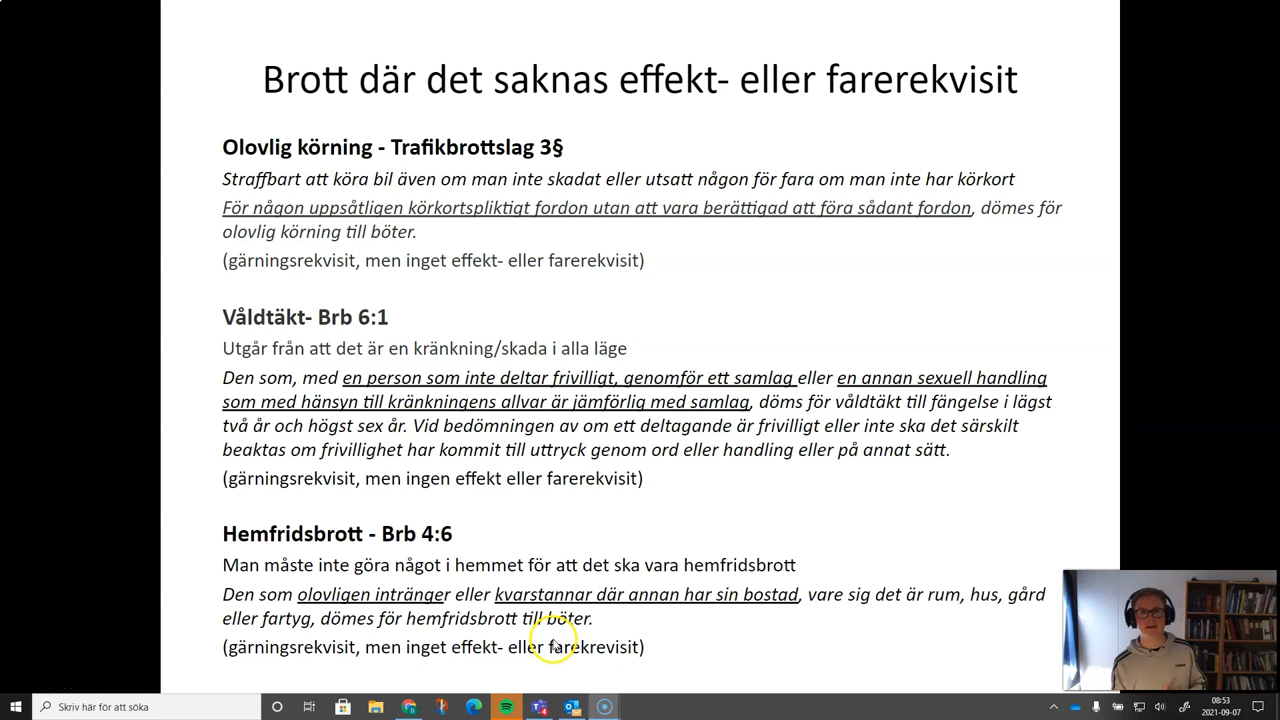 Brott där det saknas effekt- eller farerekvisit
Olovlig körning - Trafikbrottslag 3§
Straffbart att köra bil även om man inte skadat eller utsatt någon för fara om man inte har körkort
För någon uppsåtligen körkortspliktigt fordon utan att vara berättigad att föra sådant fordon, dömes för
olovlig körning till böter.
(gärningsrekvisit, men inget effekt- eller farerekvisit)
Våldtäkt- Brb 6:1
Utgår från att det är en kränkning/skada i alla läge
Den som, med en person som inte deltar frivilligt, genomför ett samlag eller en annan sexuell handling
som med hänsyn till kränkningens allvar är jämförlig med samlag, döms för våldtäkt till fängelse i lägst
två år och högst sex år. Vid bedömningen av om ett deltagande är frivilligt eller inte ska det särskilt
beaktas om frivillighet har kommit till uttryck genom ord eller handling eller på annat sätt.
(gärningsrekvisit, men ingen effekt eller farerekvisit)
Hemfridsbrott - Brb 4:6
Man måste inte göra något i hemmet för att det ska vara hemfridsbrott
Den som olovligen intränger eller kvarstannar där annan har sin bostad, vare sig det är rum, hus, gård
eller fartyg, dömes för hemfridsbrott till böter.
(gärningsrekvisit, men inget effekt- eller farekrevisit)
Skriv här för att söka
08:53
2021-09-07